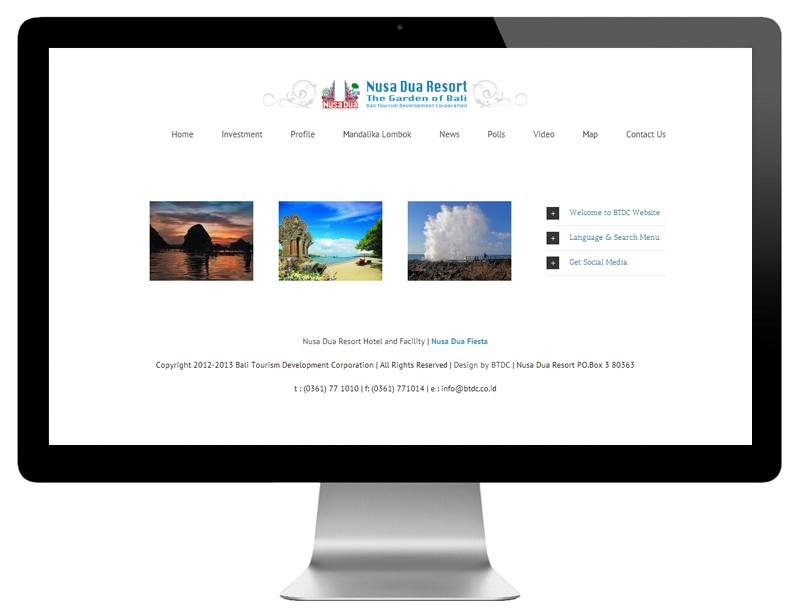 Nusa Dua
Nusa Dua Resort
The Garden of Bali
Bali Tourism Development Corporation
Home Investment Profile Mandalika Lombok News Polls Video Map Contact Us
+ Welcome to BTDC Website
+ Language & Search Menu
+ Get Social Media
Nusa Dua Resort Hotel and Facility | Nusa Dua Fiesta
Copyright 2012-2013 Bali Tourism Development Corporation | All Rights Reserved | Design by BTDC | Nusa Dua Resort PO.Box 3 80363
t : (0361) 77 1010 | f: (0361) 771014 | e : info@btdc.co.id